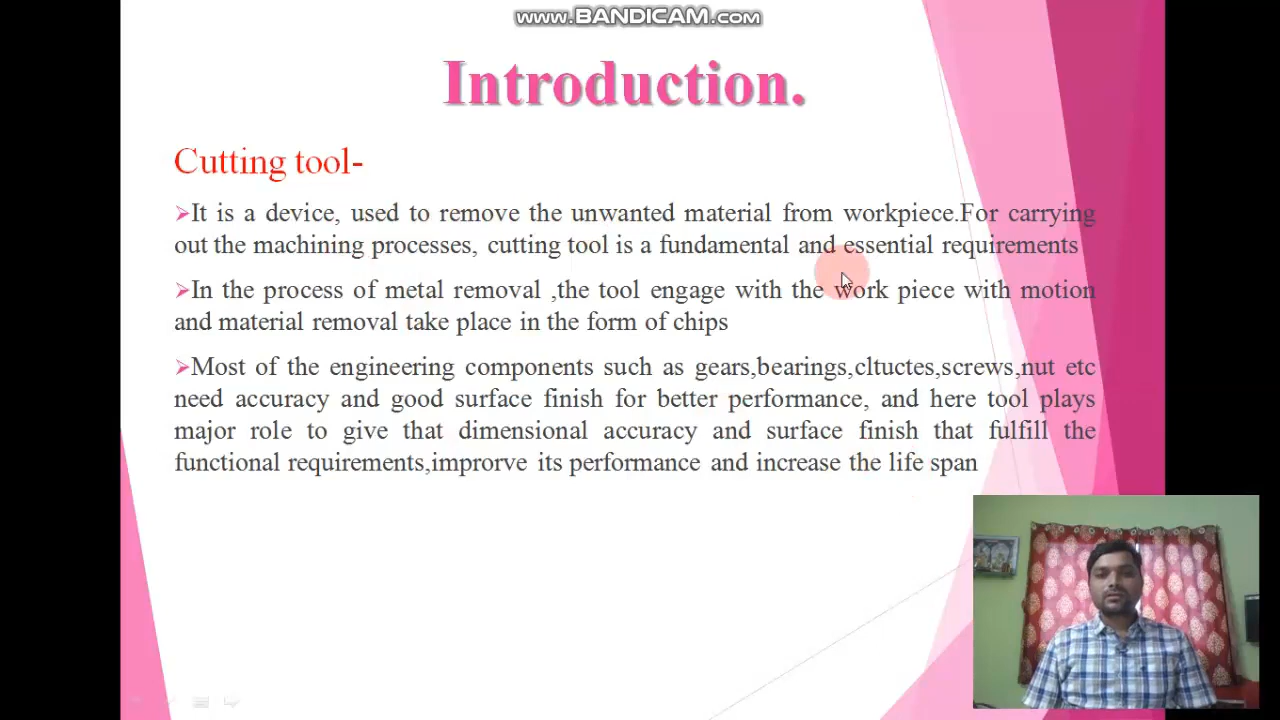 www.BANDICAM.com
Introduction.
Cutting tool-
➢It is a device, used to remove the unwanted material from workpiece.For carrying
out the machining processes, cutting tool is a fundamental and essential requirements
➢In the process of metal removal ,the tool engage with the work piece with motion
and material removal take place in the form of chips
➢Most of the engineering components such as gears,bearings,cltuctes,screws,nut etc
need accuracy and good surface finish for better performance, and here tool plays
major role to give that dimensional accuracy and surface finish that fulfill the
functional requirements,improrve its performance and increase the life span